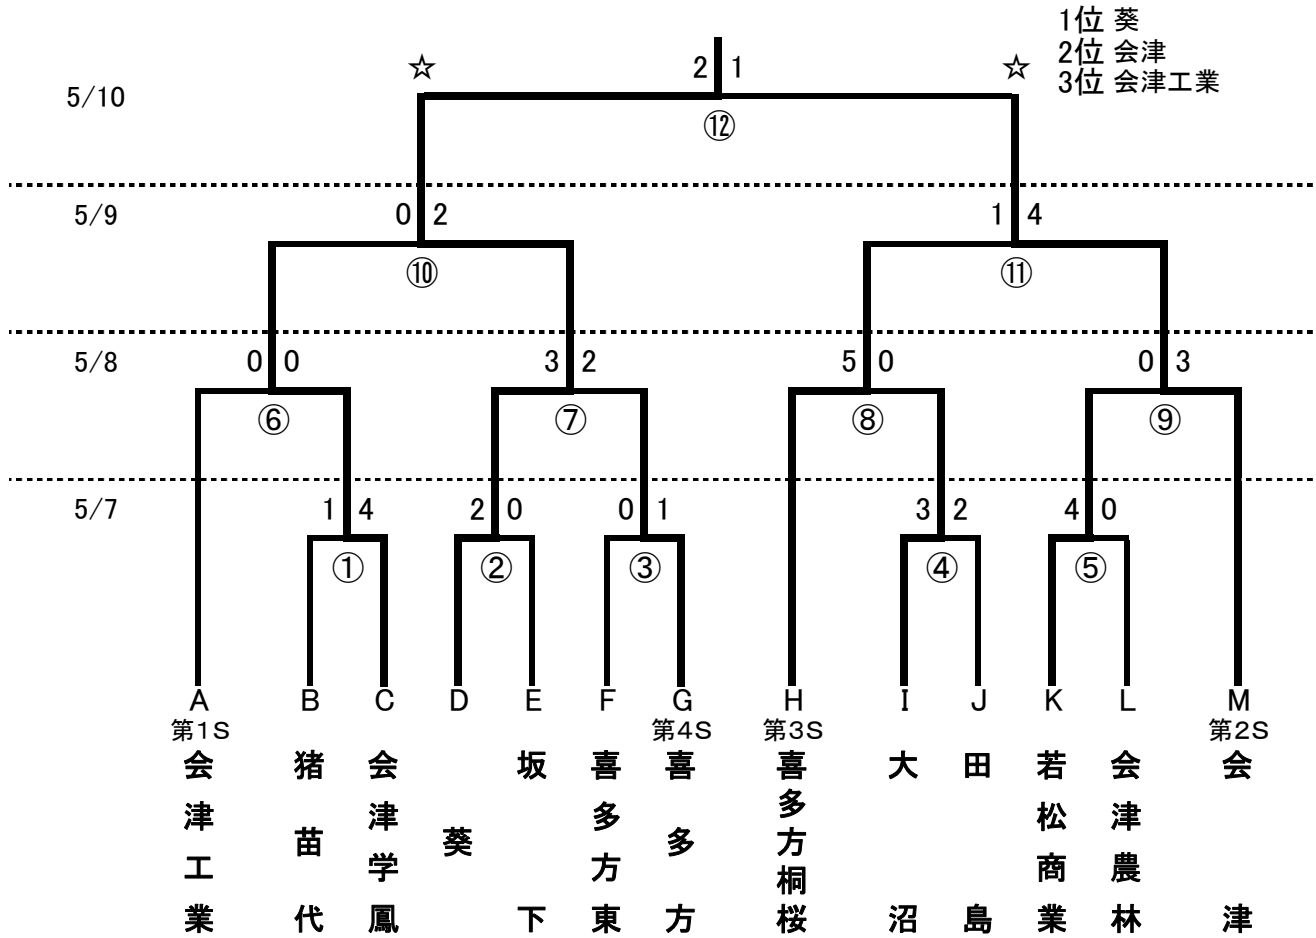 1位 葵
2位 会津
3位 会津工業
☆ 2 1 ☆
5/10
⑫
5/9 0 2 1 4
⑩ ⑪
5/8 0 0 3 2 5 0 0 3
⑥ ⑦ ⑧ ⑨
5/7 1 4 2 0 0 1 3 2 4 0
① ② ③ ④ ⑤
A B C D E F G H I J K L M
第1S 第4S 第3S 第2S
会津工業
猪苗代
会津学鳳
葵
坂下
喜多方東
喜多方
喜多方桐桜
大沼
田島
若松商業
会津農林
会津